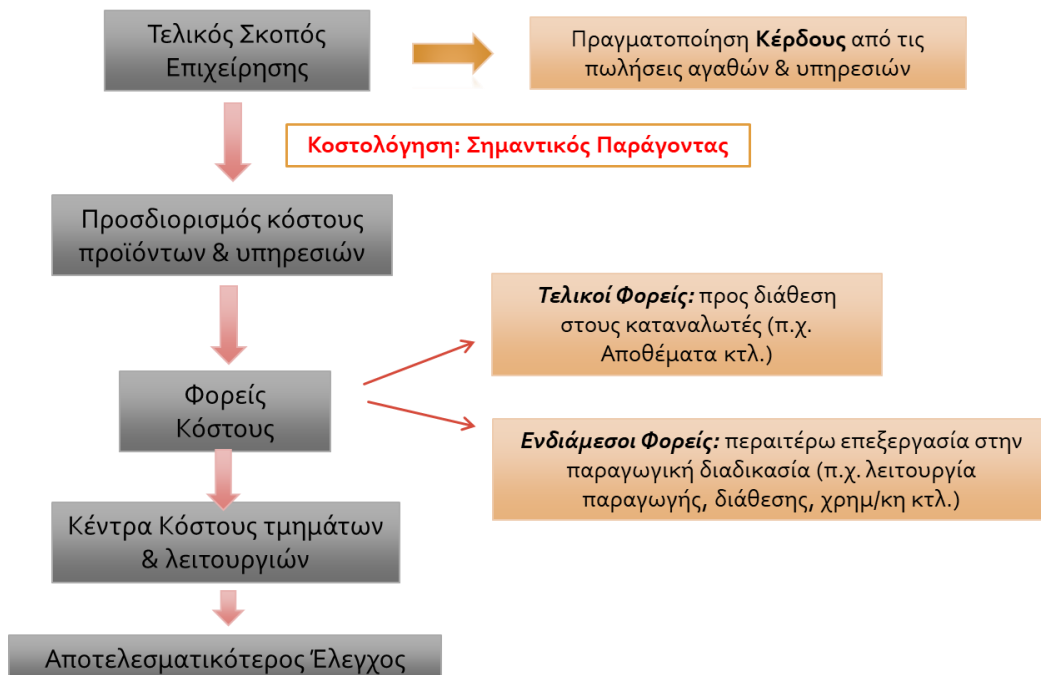 Τελικός Σκοπός
Επιχείρησης
Πραγματοποίηση Κέρδους από τις
πωλήσεις αγαθών & υπηρεσιών
Κοστολόγηση: Σημαντικός Παράγοντας
Προσδιορισμός κόστους
προϊόντων & υπηρεσιών
Τελικοί Φορείς: προς διάθεση
στους καταναλωτές (π.χ.
Αποθέματα κτλ.)
Φορείς
Κόστους
Ενδιάμεσοι Φορείς: περαιτέρω επεξεργασία στην
παραγωγική διαδικασία (π.χ. λειτουργία
παραγωγής, διάθεσης, χρημ/κη κτλ.)
Κέντρα Κόστους τμημάτων
& λειτουργιών
Αποτελεσματικότερος Έλεγχος